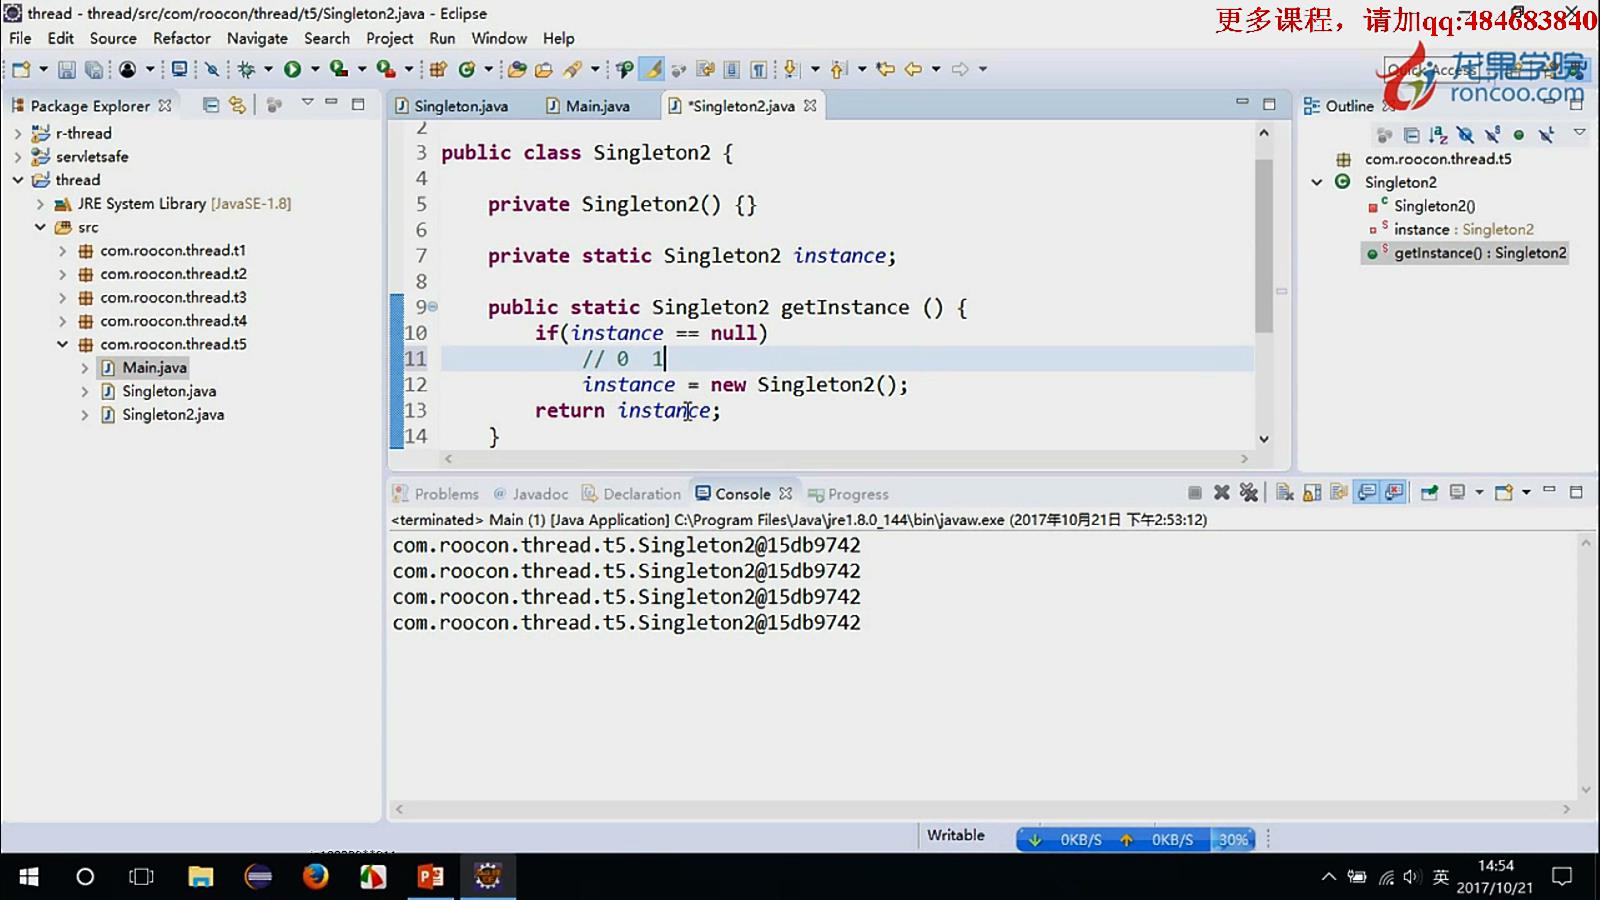 thread - thread/src/com/roocon/thread/t5/Singleton2.java - Eclipse
更多课程，请加qq:484683840
File Edit Source Refactor Navigate Search Project Run Window Help
Quick Access
龙果学院
roncoo.com
Package Explorer
r-thread
servletsafe
thread
JRE System Library [JavaSE-1.8]
src
com.roocon.thread.t1
com.roocon.thread.t2
com.roocon.thread.t3
com.roocon.thread.t4
com.roocon.thread.t5
Main.java
Singleton.java
Singleton2.java
Singleton.java Main.java *Singleton2.java
2
3 public class Singleton2 {
4
5 private Singleton2() {}
6
7 private static Singleton2 instance;
8
9 public static Singleton2 getInstance () {
10 if(instance == null)
11 // 0 1
12 instance = new Singleton2();
13 return instance;
14 }
Outline
com.roocon.thread.t5
Singleton2
Singleton2()
instance : Singleton2
getInstance() : Singleton2
Problems @ Javadoc Declaration Console Progress
<terminated> Main (1) [Java Application] C:\Program Files\Java\jre1.8.0_144\bin\javaw.exe (2017年10月21日 下午2:53:12)
com.roocon.thread.t5.Singleton2@15db9742
com.roocon.thread.t5.Singleton2@15db9742
com.roocon.thread.t5.Singleton2@15db9742
com.roocon.thread.t5.Singleton2@15db9742
Writable
0KB/S 0KB/S 30%
英
14:54
2017/10/21